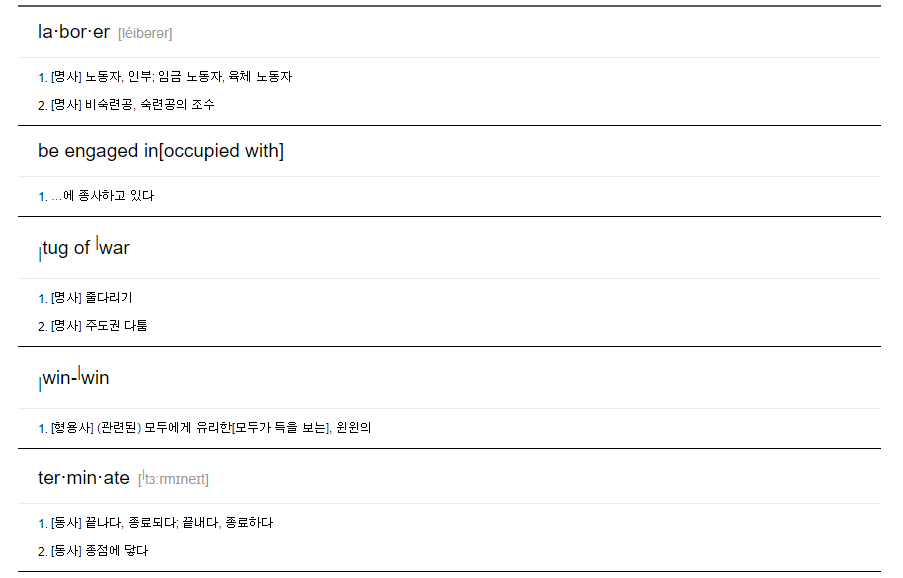 la·bor·er [léibərər]
1. [명사] 노동자, 인부; 임금 노동자, 육체 노동자
2. [명사] 비숙련공, 숙련공의 조수
be engaged in[occupied with]
1. …에 종사하고 있다
ˌtug of ˈwar
1. [명사] 줄다리기
2. [명사] 주도권 다툼
ˌwin-ˈwin
1. [형용사] (관련된) 모두에게 유리한[모두가 득을 보는], 윈윈의
ter·min·ate [ˈtɜːrmɪneɪt]
1. [동사] 끝나다, 종료되다; 끝내다, 종료하다
2. [동사] 종점에 닿다